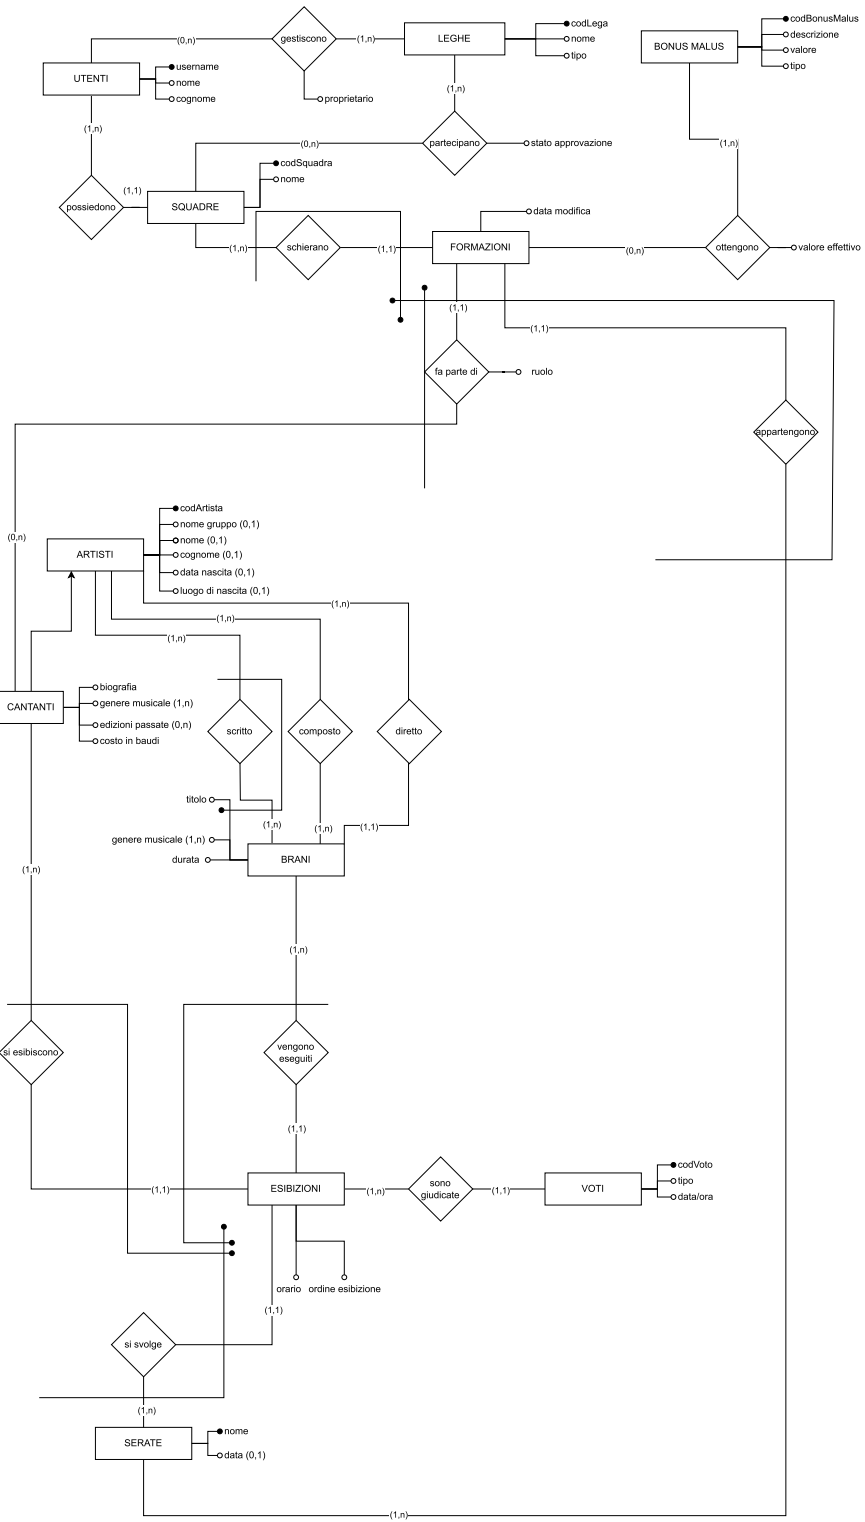 codLega
nome
tipo
codBonusMalus
descrizione
valore
tipo
gestiscono
LEGHE
BONUS MALUS
(0,n)
(1,n)
UTENTI
username
nome
cognome
proprietario
(1,n)
(1,n)
(0,n)
partecipano
stato approvazione
(1,n)
codSquadra
nome
possiedono
(1,1)
SQUADRE
data modifica
(1,n)
schierano
(1,1)
FORMAZIONI
(0,n)
ottengono
valore effettivo
(1,1)
(1,1)
fa parte di
ruolo
appartengono
(0,n)
codArtista
nome gruppo (0,1)
nome (0,1)
cognome (0,1)
data nascita (0,1)
luogo di nascita (0,1)
ARTISTI
(1,n)
(1,n)
(1,n)
CANTANTI
biografia
genere musicale (1,n)
edizioni passate (0,n)
costo in baudi
scritto
composto
diretto
titolo
(1,n)
(1,n)
(1,1)
genere musicale (1,n)
durata
BRANI
(1,n)
(1,n)
si esibiscono
vengono
eseguiti
(1,1)
(1,1)
ESIBIZIONI
(1,n)
sono
giudicate
(1,1)
VOTI
codVoto
tipo
data/ora
orario
ordine esibizione
(1,1)
si svolge
(1,n)
SERATE
nome
data (0,1)
(1,n)